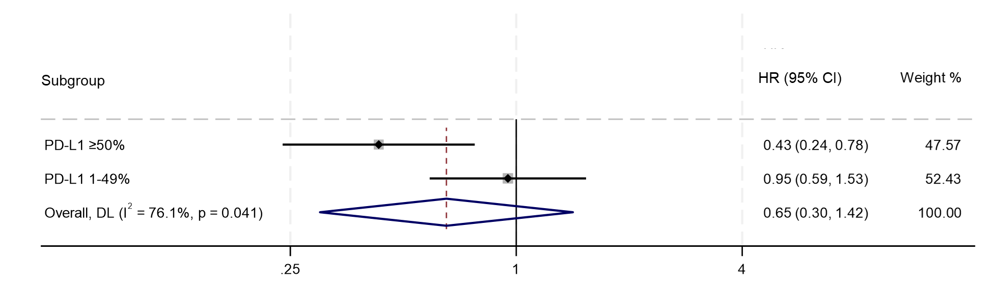 Subgroup HR (95% CI) Weight %
PD-L1 ≥50% 0.43 (0.24, 0.78) 47.57
PD-L1 1-49% 0.95 (0.59, 1.53) 52.43
Overall, DL (I² = 76.1%, p = 0.041) 0.65 (0.30, 1.42) 100.00
.25 1 4